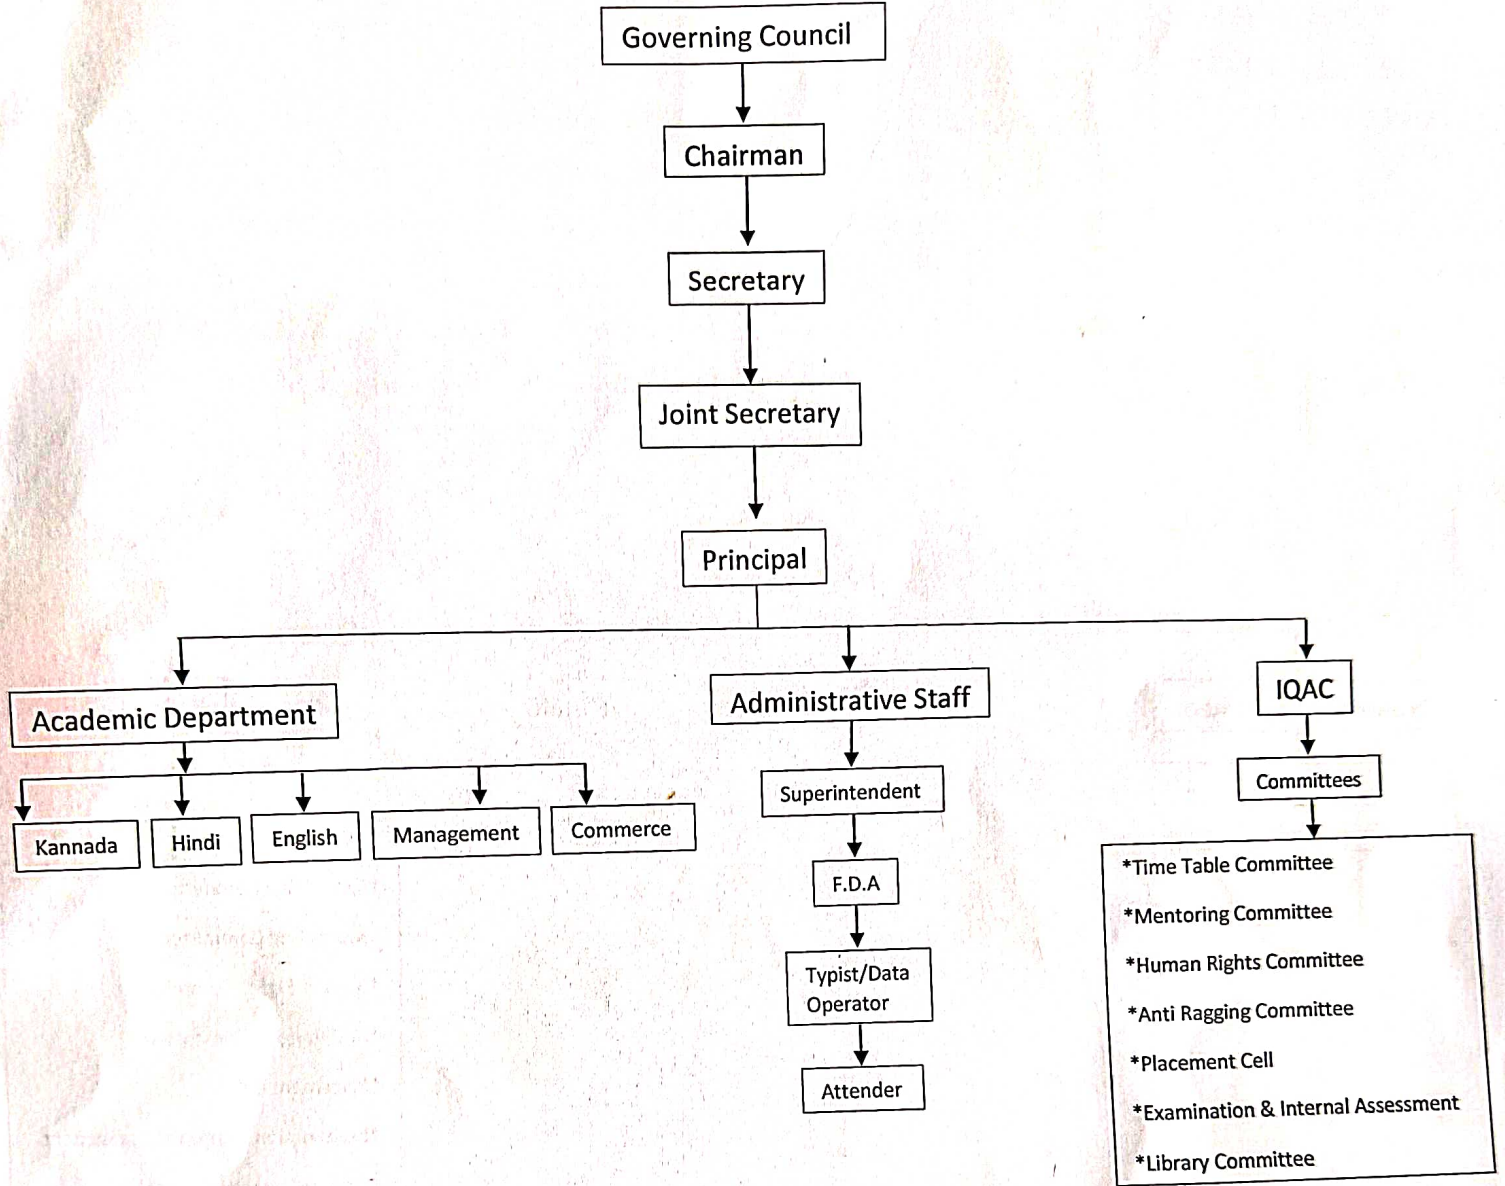 Governing Council
Chairman
Secretary
Joint Secretary
Principal
Academic Department
Administrative Staff
IQAC
Kannada
Hindi
English
Management
Commerce
Superintendent
F.D.A
Typist/Data
Operator
Attender
Committees
*Time Table Committee
*Mentoring Committee
*Human Rights Committee
*Anti Ragging Committee
*Placement Cell
*Examination & Internal Assessment
*Library Committee